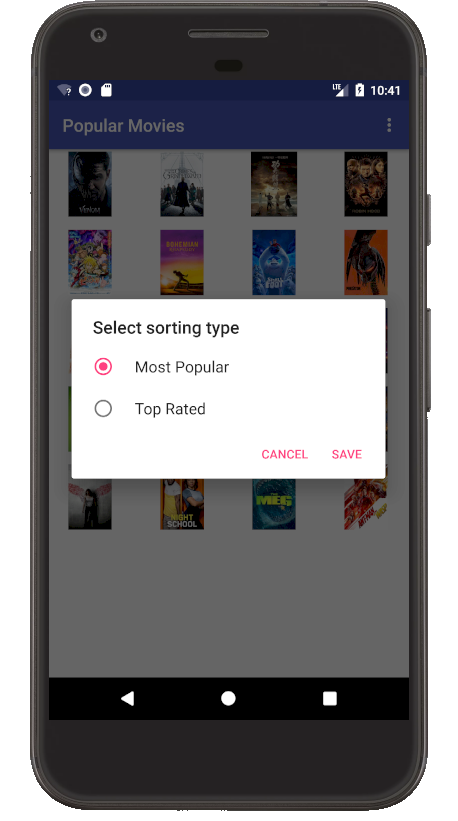 LTE 10:41
Popular Movies
VENOM
BOHEMIAN
Select sorting type
Most Popular
Top Rated
CANCEL SAVE
NIGHT
SCHOOL
THE
MEG